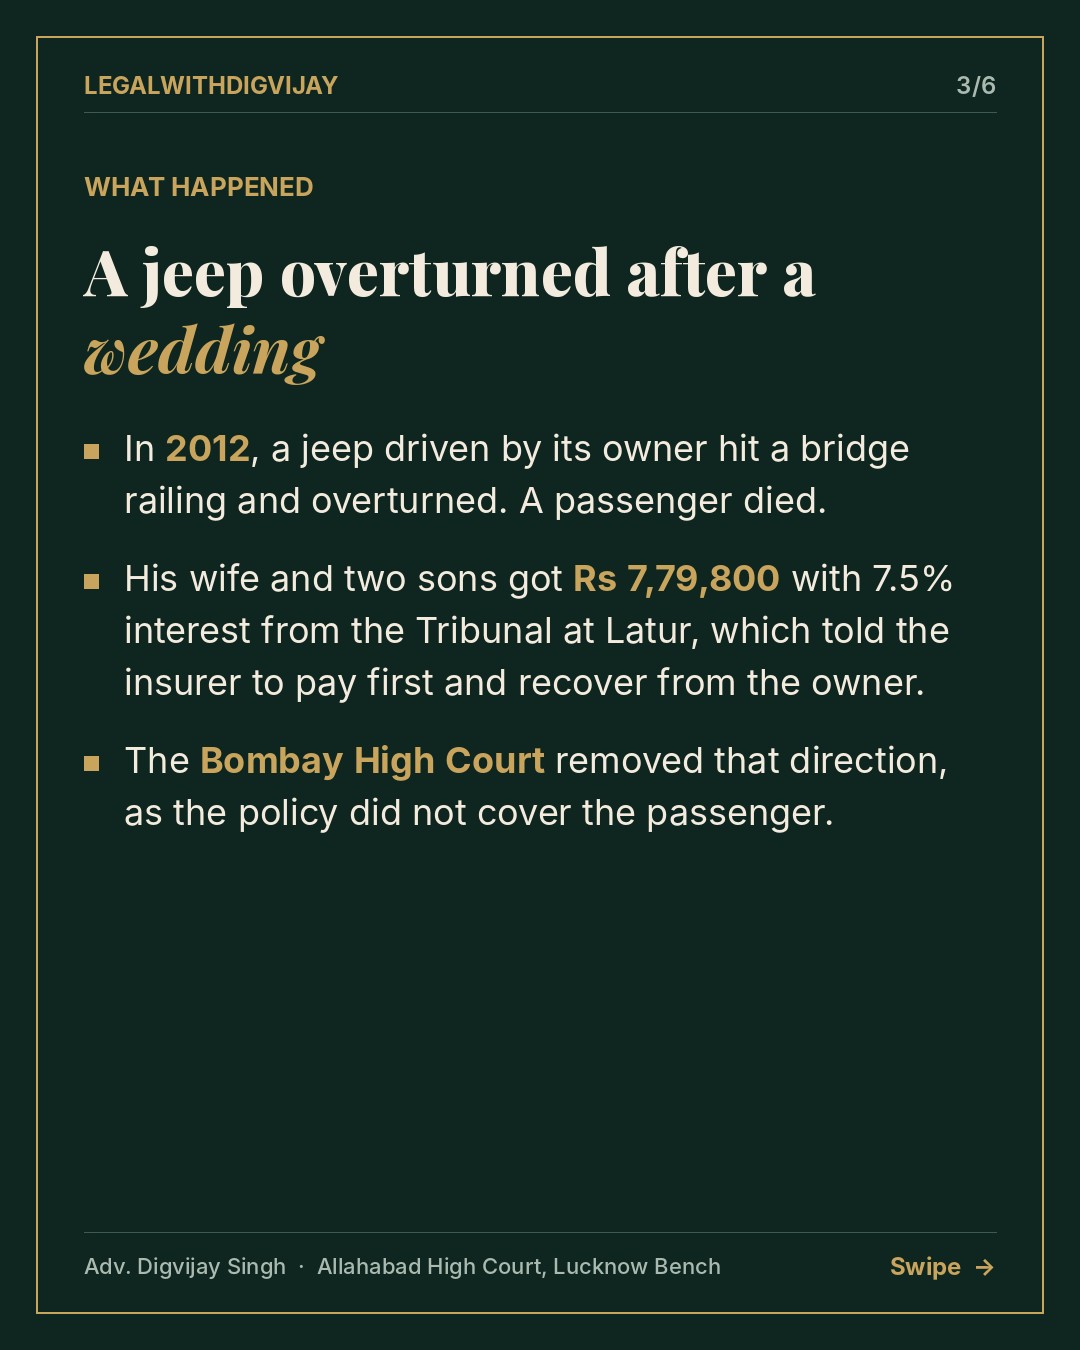 LEGALWITHDIGVIJAY
3/6
WHAT HAPPENED
A jeep overturned after a
wedding
In 2012, a jeep driven by its owner hit a bridge
railing and overturned. A passenger died.
His wife and two sons got Rs 7,79,800 with 7.5%
interest from the Tribunal at Latur, which told the
insurer to pay first and recover from the owner.
The Bombay High Court removed that direction,
as the policy did not cover the passenger.
Adv. Digvijay Singh · Allahabad High Court, Lucknow Bench
Swipe →